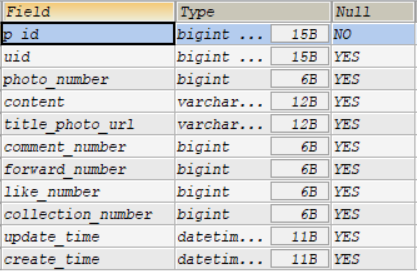 Field Type Null
p_id bigint ... 15B NO
uid bigint ... 15B YES
photo_number bigint 6B YES
content varchar... 12B YES
title_photo_url varchar... 12B YES
comment_number bigint 6B YES
forward_number bigint 6B YES
like_number bigint 6B YES
collection_number bigint 6B YES
update_time datetim... 11B YES
create_time datetim... 11B YES